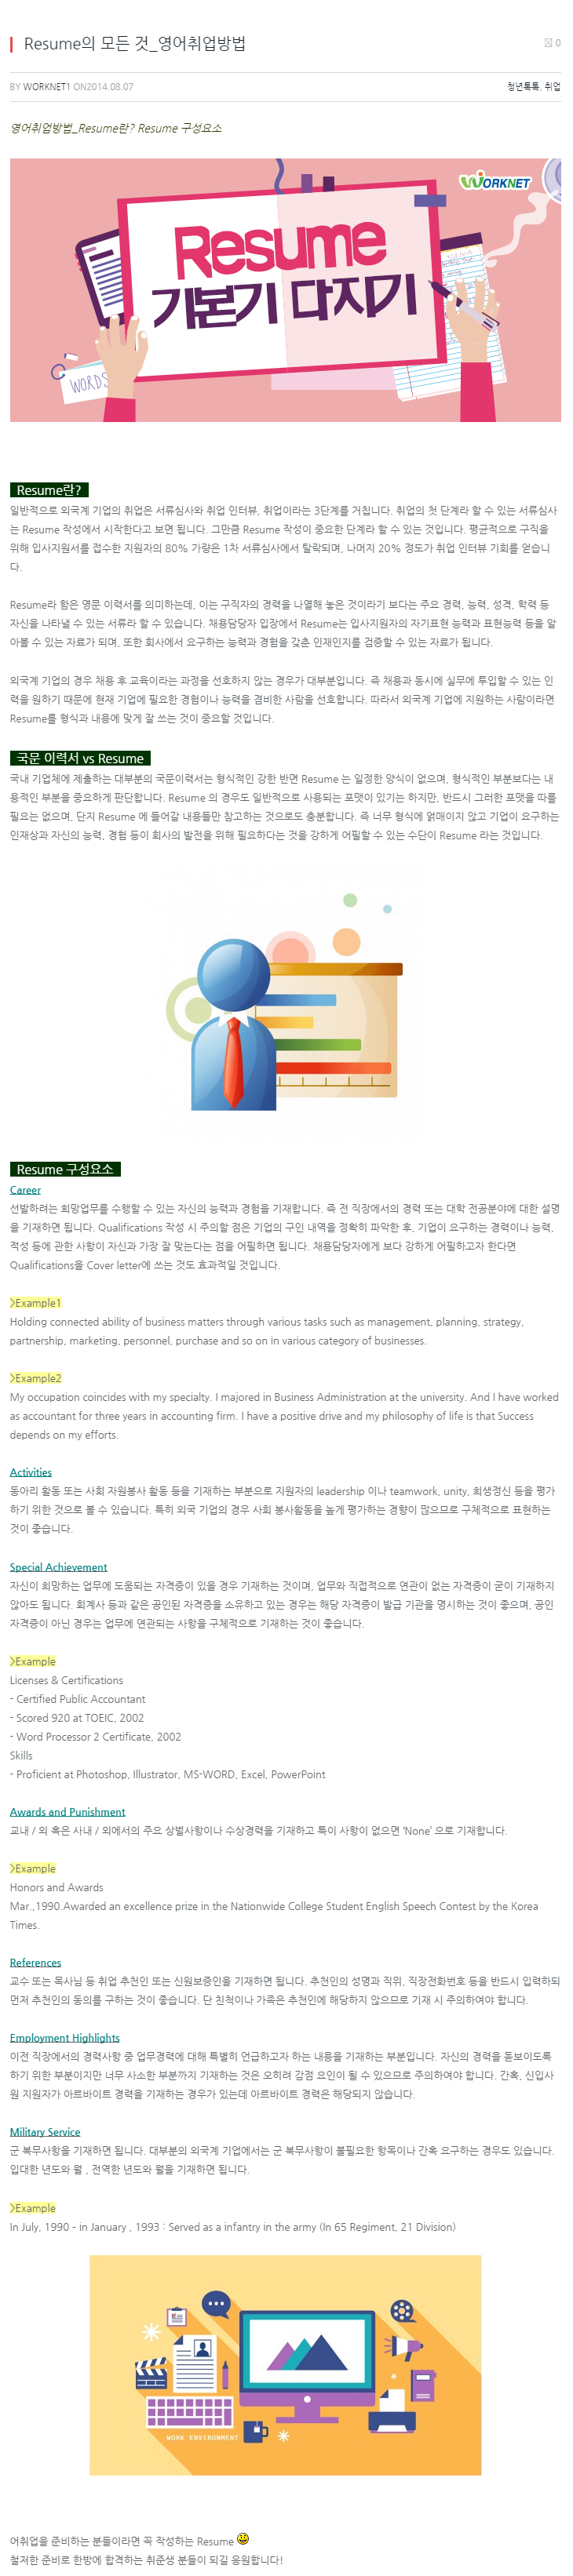 Resume의 모든 것_영어취업방법
0
BY WORKNET1 ON2014.08.07
청년톡톡, 취업
영어취업방법_Resume란? Resume 구성요소
WORKNET
Resume
기본기 다지기
WORDS
Resume란?
일반적으로 외국계 기업의 취업은 서류심사와 취업 인터뷰, 취업이라는 3단계를 거칩니다. 취업의 첫 단계라 할 수 있는 서류심사
는 Resume 작성에서 시작한다고 보면 됩니다. 그만큼 Resume 작성이 중요한 단계라 할 수 있는 것입니다. 평균적으로 구직을
위해 입사지원서를 접수한 지원자의 80% 가량은 1차 서류심사에서 탈락되며, 나머지 20% 정도가 취업 인터뷰 기회를 얻습니
다.
Resume라 함은 영문 이력서를 의미하는데, 이는 구직자의 경력을 나열해 놓은 것이라기 보다는 주요 경력, 능력, 성격, 학력 등
자신을 나타낼 수 있는 서류라 할 수 있습니다. 채용담당자 입장에서 Resume는 입사지원자의 자기표현 능력과 표현능력 등을 알
아볼 수 있는 자료가 되며, 또한 회사에서 요구하는 능력과 경험을 갖춘 인재인지를 검증할 수 있는 자료가 됩니다.
외국계 기업의 경우 채용 후 교육이라는 과정을 선호하지 않는 경우가 대부분입니다. 즉 채용과 동시에 실무에 투입할 수 있는 인
력을 원하기 때문에 현재 기업에 필요한 경험이나 능력을 겸비한 사람을 선호합니다. 따라서 외국계 기업에 지원하는 사람이라면
Resume를 형식과 내용에 맞게 잘 쓰는 것이 중요할 것입니다.
국문 이력서 vs Resume
국내 기업체에 제출하는 대부분의 국문이력서는 형식적인 강한 반면 Resume 는 일정한 양식이 없으며, 형식적인 부분보다는 내
용적인 부분을 중요하게 판단합니다. Resume 의 경우도 일반적으로 사용되는 포맷이 있기는 하지만, 반드시 그러한 포맷을 따를
필요는 없으며, 단지 Resume 에 들어갈 내용들만 참고하는 것으로도 충분합니다. 즉 너무 형식에 얽매이지 않고 기업이 요구하는
인재상과 자신의 능력, 경험 등이 회사의 발전을 위해 필요하다는 것을 강하게 어필할 수 있는 수단이 Resume 라는 것입니다.
Resume 구성요소
Career
선발하려는 희망업무를 수행할 수 있는 자신의 능력과 경험을 기재합니다. 즉 전 직장에서의 경력 또는 대학 전공분야에 대한 설명
을 기재하면 됩니다. Qualifications 작성 시 주의할 점은 기업의 구인 내역을 정확히 파악한 후, 기업이 요구하는 경력이나 능력,
적성 등에 관한 사항이 자신과 가장 잘 맞는다는 점을 어필하면 됩니다. 채용담당자에게 보다 강하게 어필하고자 한다면
Qualifications을 Cover letter에 쓰는 것도 효과적일 것입니다.
>Example1
Holding connected ability of business matters through various tasks such as management, planning, strategy,
partnership, marketing, personnel, purchase and so on in various category of businesses.
>Example2
My occupation coincides with my specialty. I majored in Business Administration at the university. And I have worked
as accountant for three years in accounting firm. I have a positive drive and my philosophy of life is that Success
depends on my efforts.
Activities
동아리 활동 또는 사회 자원봉사 활동 등을 기재하는 부분으로 지원자의 leadership 이나 teamwork, unity, 희생정신 등을 평가
하기 위한 것으로 볼 수 있습니다. 특히 외국 기업의 경우 사회 봉사활동을 높게 평가하는 경향이 많으므로 구체적으로 표현하는
것이 좋습니다.
Special Achievement
자신이 희망하는 업무에 도움되는 자격증이 있을 경우 기재하는 것이며, 업무와 직접적으로 연관이 없는 자격증이 굳이 기재하지
않아도 됩니다. 회계사 등과 같은 공인된 자격증을 소유하고 있는 경우는 해당 자격증이 발급 기관을 명시하는 것이 좋으며, 공인
자격증이 아닌 경우는 업무에 연관되는 사항을 구체적으로 기재하는 것이 좋습니다.
>Example
Licenses & Certifications
- Certified Public Accountant
- Scored 920 at TOEIC, 2002
- Word Processor 2 Certificate, 2002
Skills
- Proficient at Photoshop, Illustrator, MS-WORD, Excel, PowerPoint
Awards and Punishment
교내 / 외 혹은 사내 / 외에서의 주요 상벌사항이나 수상경력을 기재하고 특이 사항이 없으면 'None' 으로 기재합니다.
>Example
Honors and Awards
Mar.,1990.Awarded an excellence prize in the Nationwide College Student English Speech Contest by the Korea
Times.
References
교수 또는 목사님 등 취업 추천인 또는 신원보증인을 기재하면 됩니다. 추천인의 성명과 직위, 직장전화번호 등을 반드시 입력하되
먼저 추천인의 동의를 구하는 것이 좋습니다. 단 친척이나 가족은 추천인에 해당하지 않으므로 기재 시 주의하여야 합니다.
Employment Highlights
이전 직장에서의 경력사항 중 업무경력에 대해 특별히 언급하고자 하는 내용을 기재하는 부분입니다. 자신의 경력을 돋보이도록
하기 위한 부분이지만 너무 사소한 부분까지 기재하는 것은 오히려 감점 요인이 될 수 있으므로 주의하여야 합니다. 간혹, 신입사
원 지원자가 아르바이트 경력을 기재하는 경우가 있는데 아르바이트 경력은 해당되지 않습니다.
Military Service
군 복무사항을 기재하면 됩니다. 대부분의 외국계 기업에서는 군 복무사항이 불필요한 항목이나 간혹 요구하는 경우도 있습니다.
입대한 년도와 월 , 전역한 년도와 월을 기재하면 됩니다.
>Example
In July, 1990 – in January , 1993 : Served as a infantry in the army (In 65 Regiment, 21 Division)
WORK ENVIRONMENT
어취업을 준비하는 분들이라면 꼭 작성하는 Resume
철저한 준비로 한방에 합격하는 취준생 분들이 되길 응원합니다!